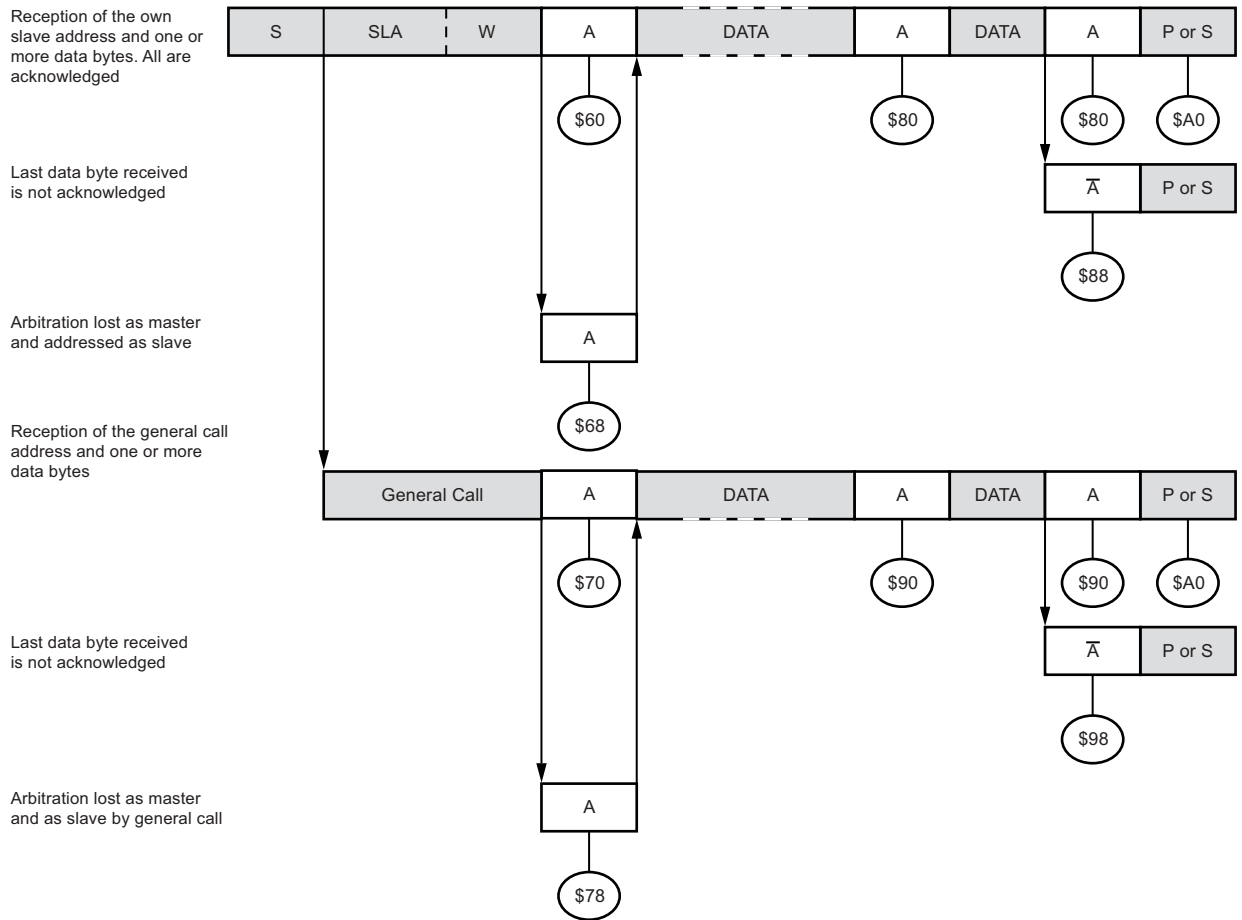 Reception of the own
slave address and one or
more data bytes. All are
acknowledged
S SLA W A DATA A DATA A P or S
$60 $80 $80 $A0
Last data byte received
is not acknowledged
A̅ P or S
$88
Arbitration lost as master
and addressed as slave
A
$68
Reception of the general call
address and one or more
data bytes
General Call A DATA A DATA A P or S
$70 $90 $90 $A0
Last data byte received
is not acknowledged
A̅ P or S
$98
Arbitration lost as master
and as slave by general call
A
$78